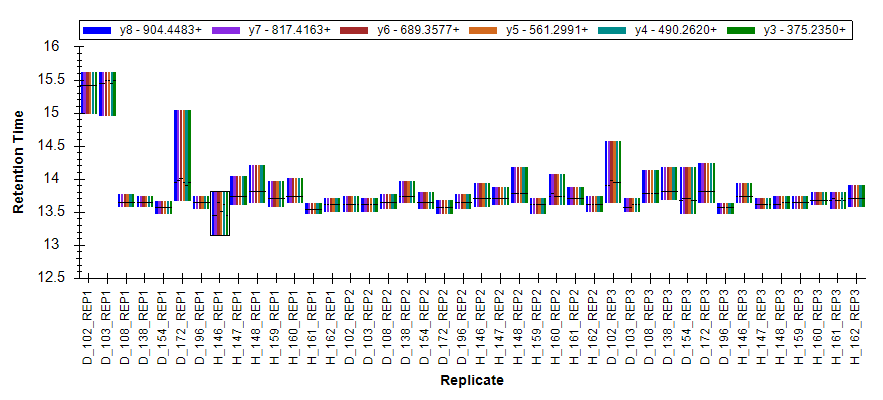 y8 - 904.4483+ y7 - 817.4163+ y6 - 689.3577+ y5 - 561.2991+ y4 - 490.2620+ y3 - 375.2350+
16
15.5
15
14.5
14
13.5
13
12.5
Retention Time
D_102_REP1
D_103_REP1
D_108_REP1
D_138_REP1
D_154_REP1
D_172_REP1
D_196_REP1
H_146_REP1
H_147_REP1
H_148_REP1
H_159_REP1
H_160_REP1
H_161_REP1
H_162_REP1
D_102_REP2
D_103_REP2
D_108_REP2
D_138_REP2
D_154_REP2
D_172_REP2
D_196_REP2
H_146_REP2
H_147_REP2
H_148_REP2
H_159_REP2
H_160_REP2
H_161_REP2
H_162_REP2
D_102_REP3
D_103_REP3
D_108_REP3
D_138_REP3
D_154_REP3
D_172_REP3
D_196_REP3
H_146_REP3
H_147_REP3
H_148_REP3
H_159_REP3
H_160_REP3
H_161_REP3
H_162_REP3
Replicate